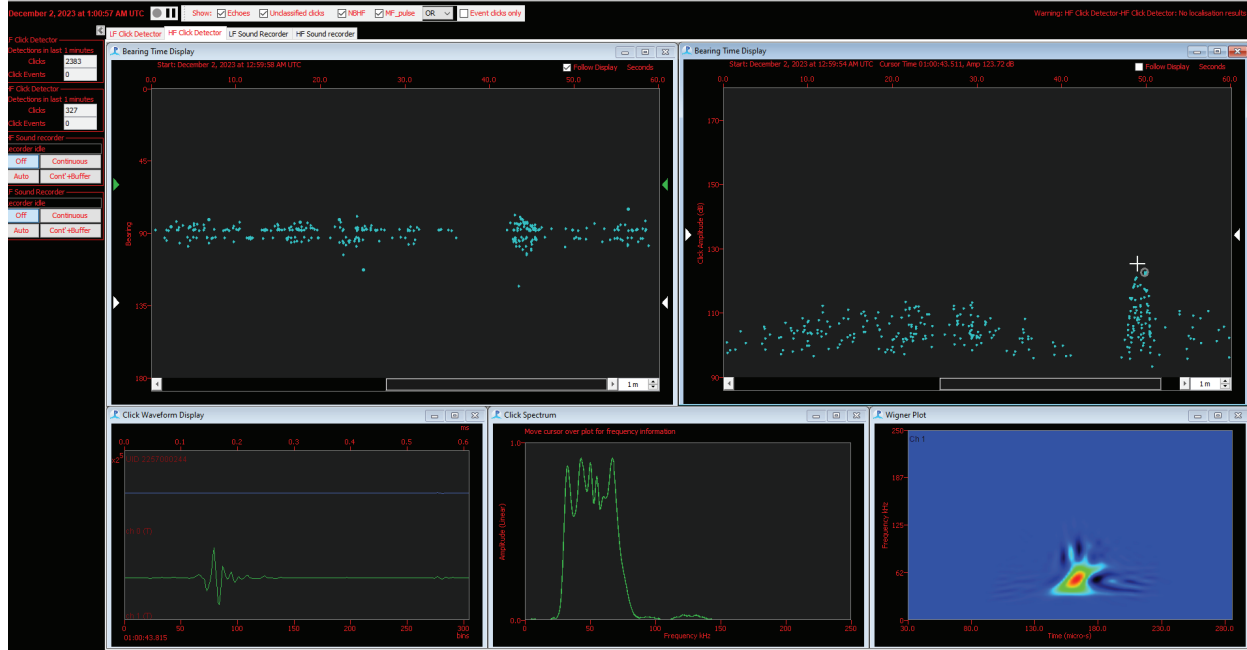 December 2, 2023 at 1:00:57 AM UTC Show: Echoes Unclassified clicks NBHF MF_pulse OR Event clicks only Warning: HF Click Detector-HF Click Detector: No localisation results
LF Click Detector HF Click Detector LF Sound Recorder HF Sound recorder
F Click Detector
Detections in last 1 minutes
Clicks 2383
Click Events 0
HF Click Detector
Detections in last 1 minutes
Clicks 327
Click Events 0
HF Sound recorder
ecorder idle
Off Continuous
Auto Cont'+Buffer
F Sound Recorder
ecorder idle
Off Continuous
Auto Cont'+Buffer
Bearing Time Display
Start: December 2, 2023 at 12:59:58 AM UTC Follow Display Seconds
0.0 10.0 20.0 30.0 40.0 50.0 60.0
0
45
90
135
180
Bearing
1 m
Bearing Time Display
Start: December 2, 2023 at 12:59:54 AM UTC Cursor Time 01:00:43.511, Amp 123.72 dB Follow Display Seconds
0.0 10.0 20.0 30.0 40.0 50.0 60.0
170
150
130
110
90
Click Amplitude (dB)
1 m
Click Waveform Display
ms
0.0 0.1 0.2 0.3 0.4 0.5 0.6
01:00:43.815
0 50 100 150 200 250 300
bins
Click Spectrum
Move cursor over plot for frequency information
1.0
0.0
Amplitude (Linear)
0 50 100 150 200 250
Frequency kHz
Wigner Plot
Ch 1
250
187
125
62
0
Frequency kHz
30.0 80.0 130.0 180.0 230.0 280.0
Time (micro-s)